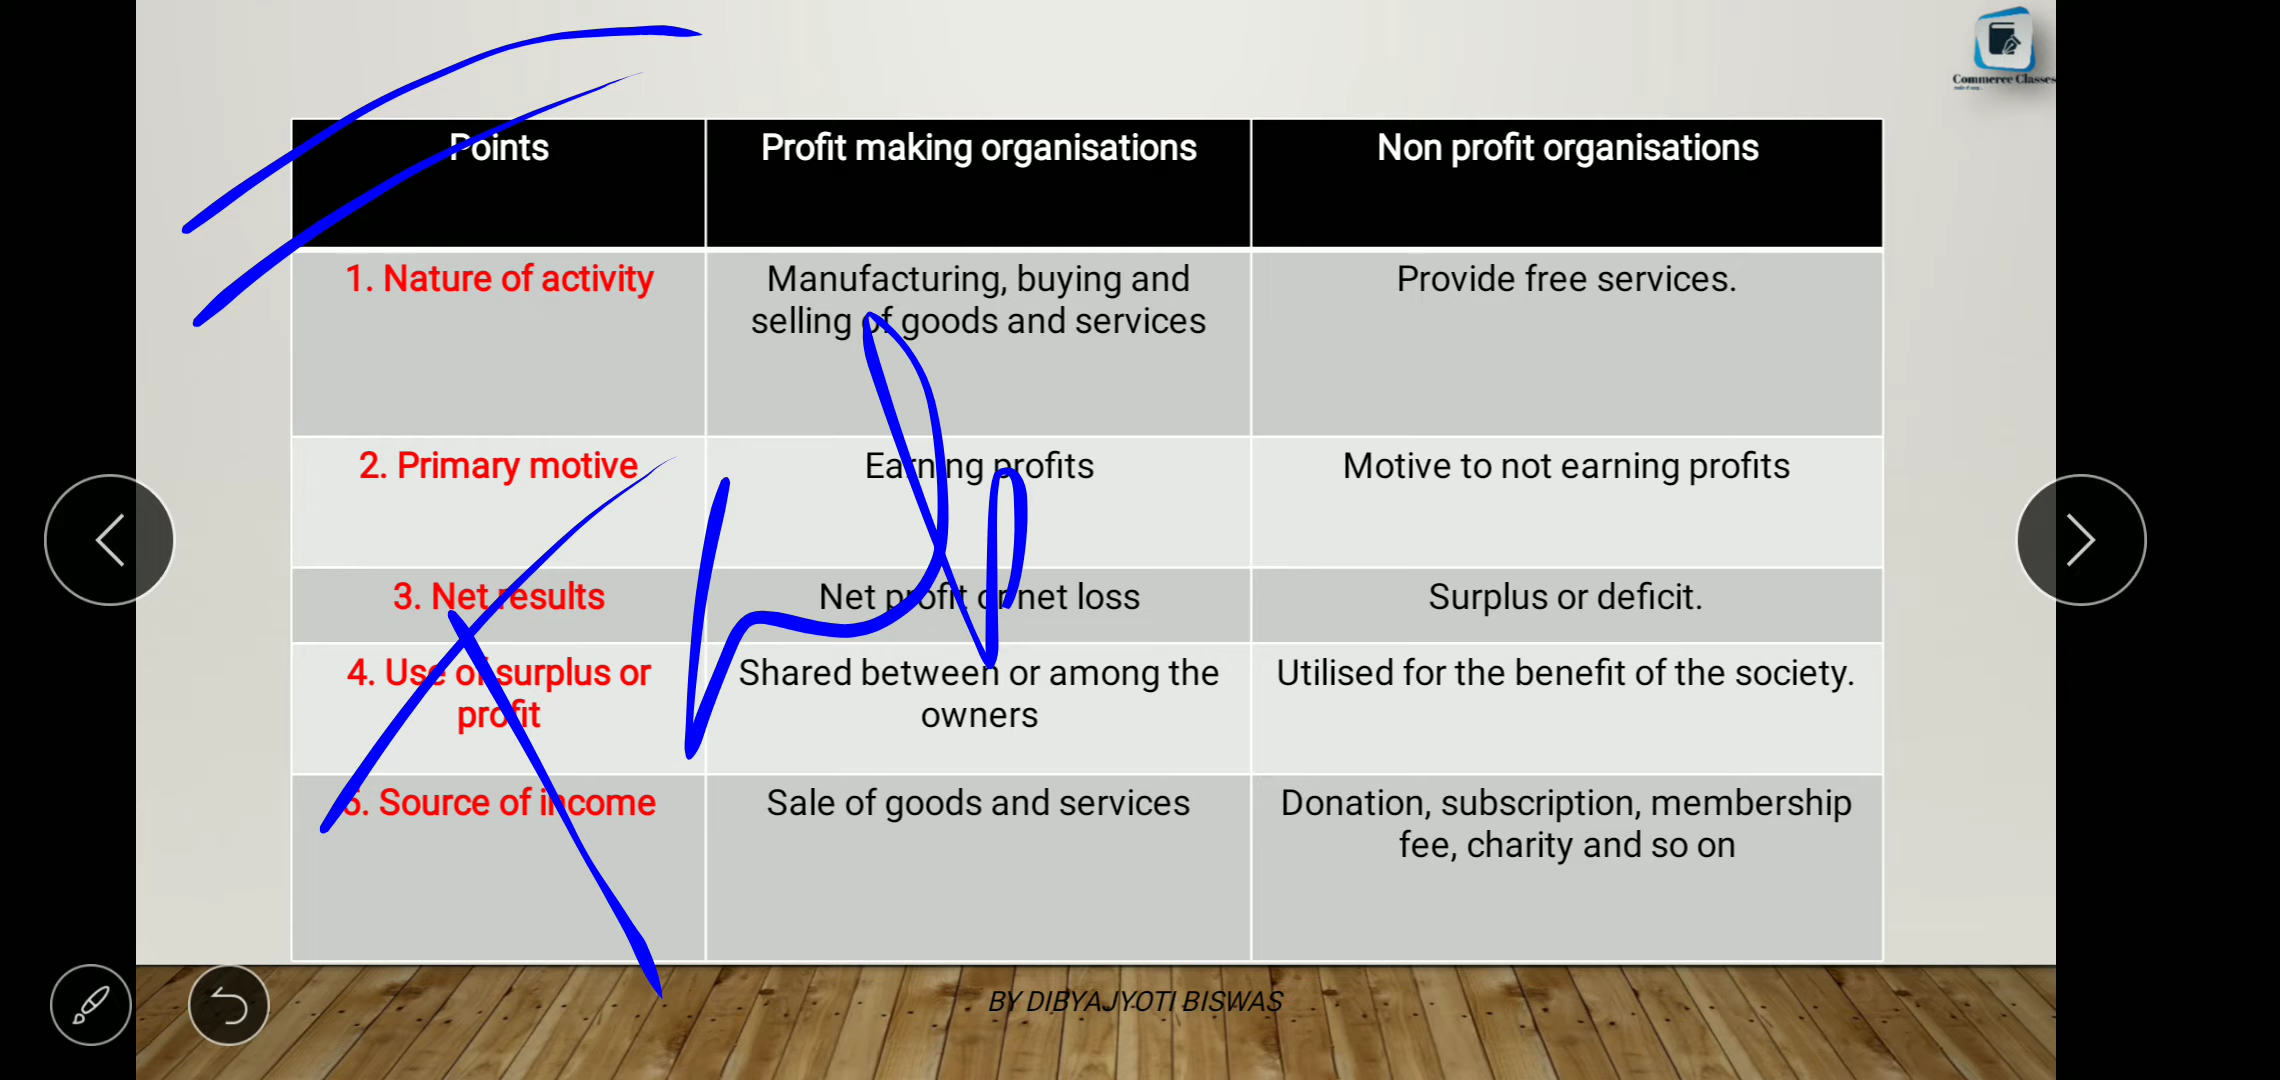 Commerce Classes
Points
Profit making organisations
Non profit organisations
1. Nature of activity
Manufacturing, buying and
selling of goods and services
Provide free services.
2. Primary motive
Earning profits
Motive to not earning profits
3. Net results
Net profit or net loss
Surplus or deficit.
4. Use of surplus or
profit
Shared between or among the
owners
Utilised for the benefit of the society.
5. Source of income
Sale of goods and services
Donation, subscription, membership
fee, charity and so on
BY DIBYAJYOTI BISWAS